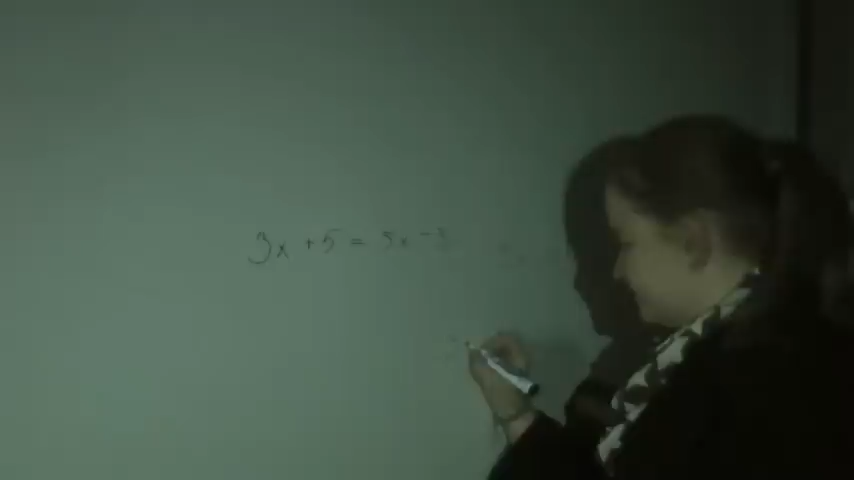 3x + 5 = 5x - 3